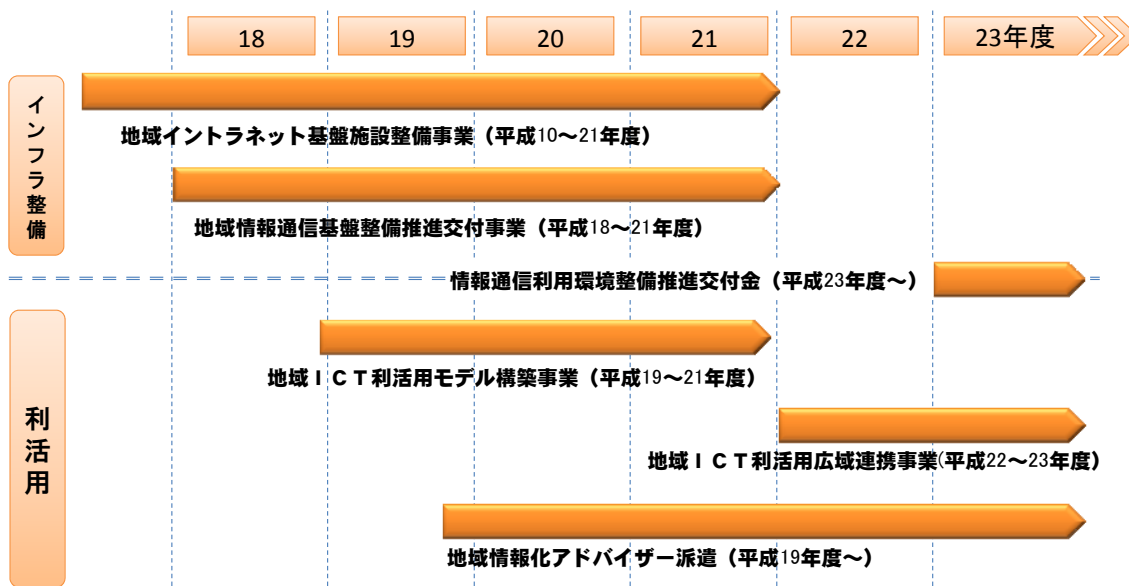 18 19 20 21 22 23年度
インフラ整備
地域イントラネット基盤施設整備事業（平成10～21年度）
地域情報通信基盤整備推進交付事業（平成18～21年度）
情報通信利用環境整備推進交付金（平成23年度～）
利活用
地域ＩＣＴ利活用モデル構築事業（平成19～21年度）
地域ＩＣＴ利活用広域連携事業(平成22～23年度）
地域情報化アドバイザー派遣（平成19年度～）